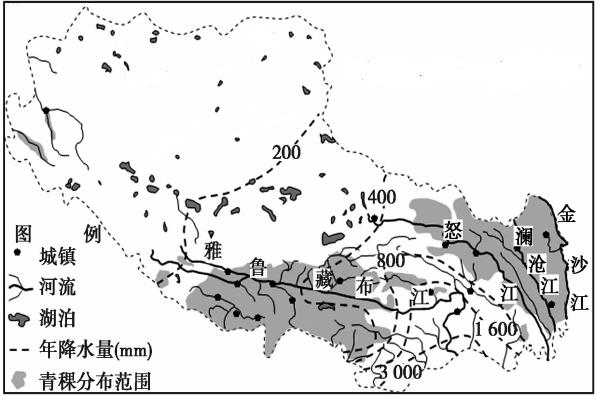 200
400
金
怒
澜
沧
江
沙
江
雅
鲁
藏
布
江
江
800
1 600
3 000
图 例
城镇
河流
湖泊
年降水量(mm)
青稞分布范围